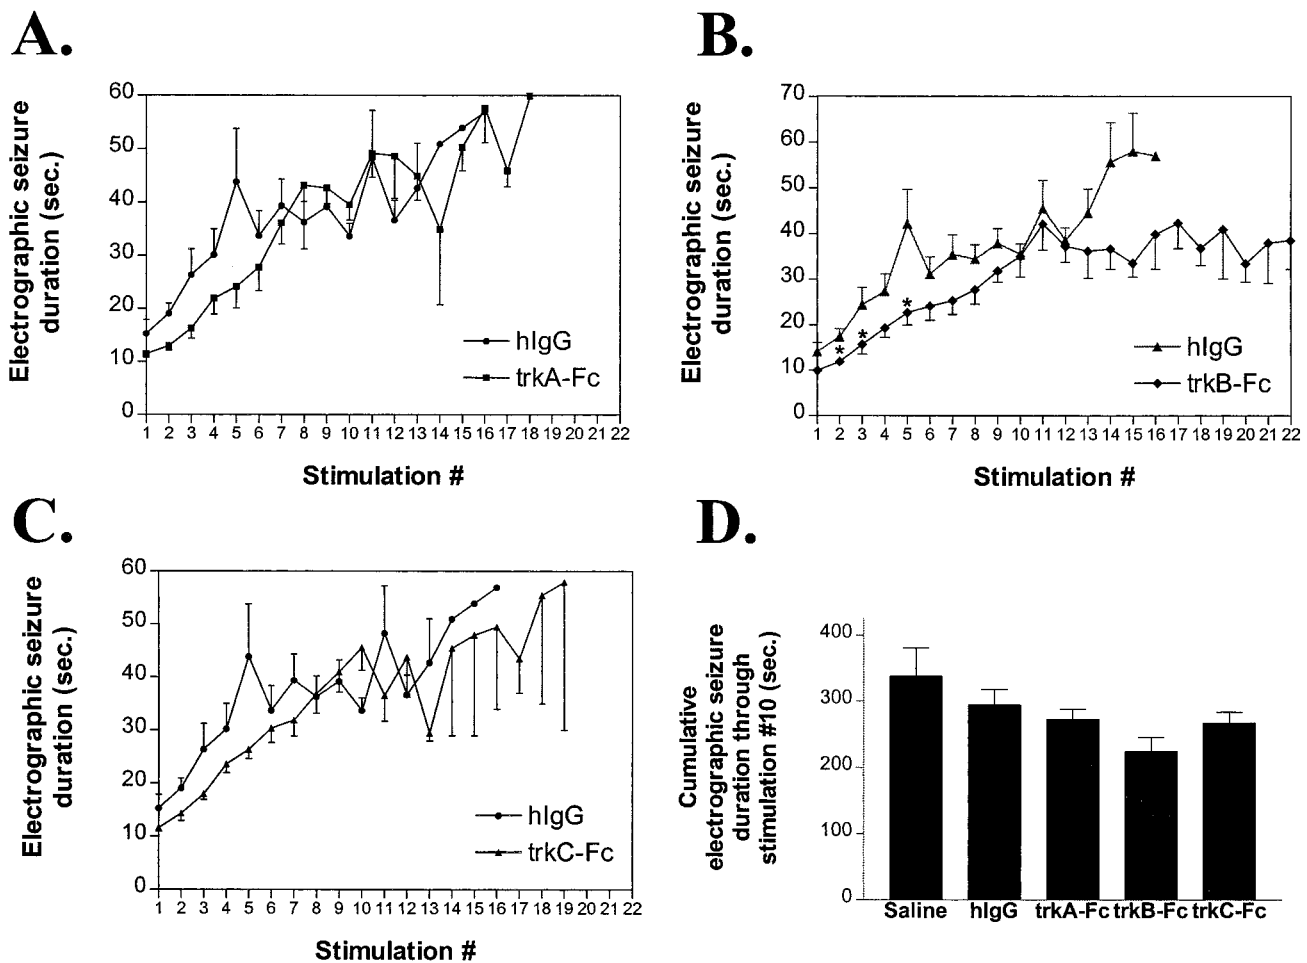 A.
Electrographic seizure
duration (sec.)
60
50
40
30
20
10
0
hIgG
trkA-Fc
1 2 3 4 5 6 7 8 9 10 11 12 13 14 15 16 17 18 19 20 21 22
Stimulation #
B.
Electrographic seizure
duration (sec.)
70
60
50
40
30
20
10
0
*
*
*
hIgG
trkB-Fc
1 2 3 4 5 6 7 8 9 10 11 12 13 14 15 16 17 18 19 20 21 22
Stimulation #
C.
Electrographic seizure
duration (sec.)
60
50
40
30
20
10
0
hIgG
trkC-Fc
1 2 3 4 5 6 7 8 9 10 11 12 13 14 15 16 17 18 19 20 21 22
Stimulation #
D.
Cumulative
electrographic seizure
duration through
stimulation #10 (sec.)
400
300
200
100
0
Saline hIgG trkA-Fc trkB-Fc trkC-Fc